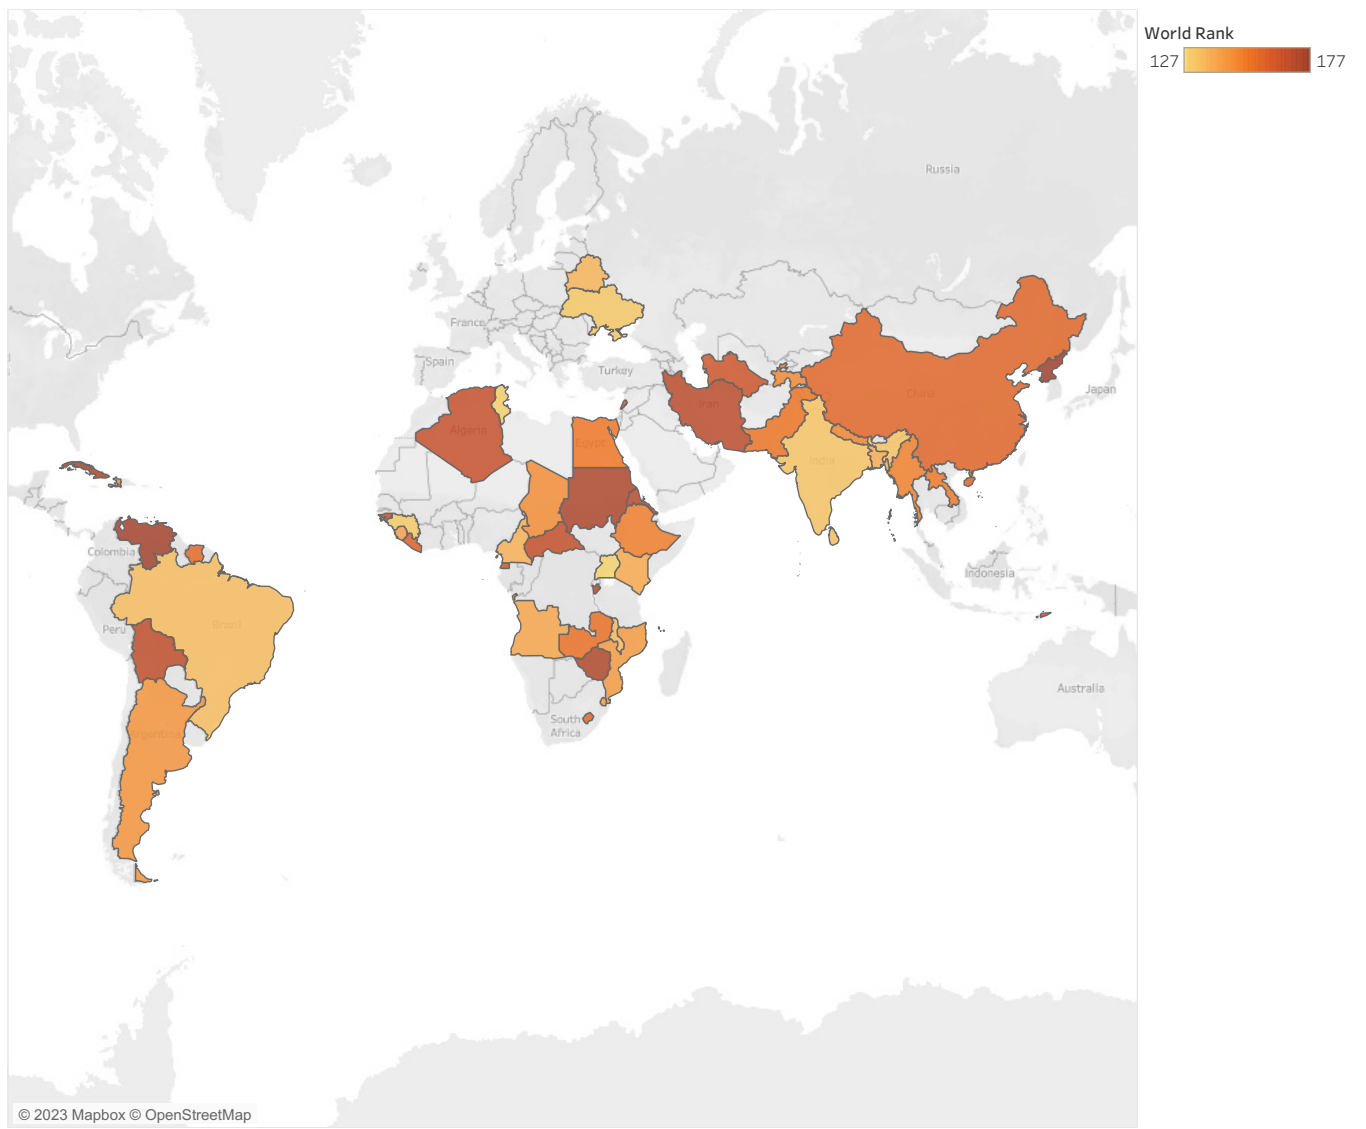 World Rank
127
177
Russia
France
Spain
Turkey
Japan
Iran
China
Algeria
Egypt
India
Colombia
Indonesia
Peru
Brazil
Australia
South
Africa
Argentina
© 2023 Mapbox © OpenStreetMap